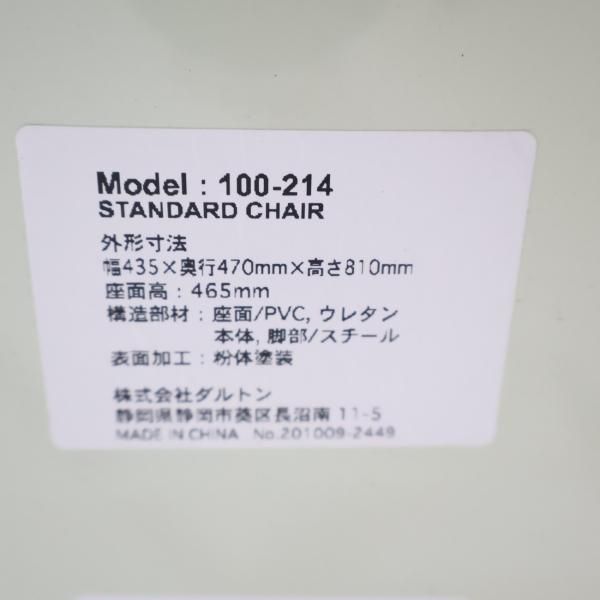 Model : 100-214
STANDARD CHAIR
外形寸法
幅435×奥行470mm×高さ810mm
座面高 : 465mm
構造部材 : 座面/PVC, ウレタン
本体, 脚部/スチール
表面加工 : 粉体塗装
株式会社ダルトン
静岡県静岡市葵区長沼南 11-5
MADE IN CHINA No.201009-2449